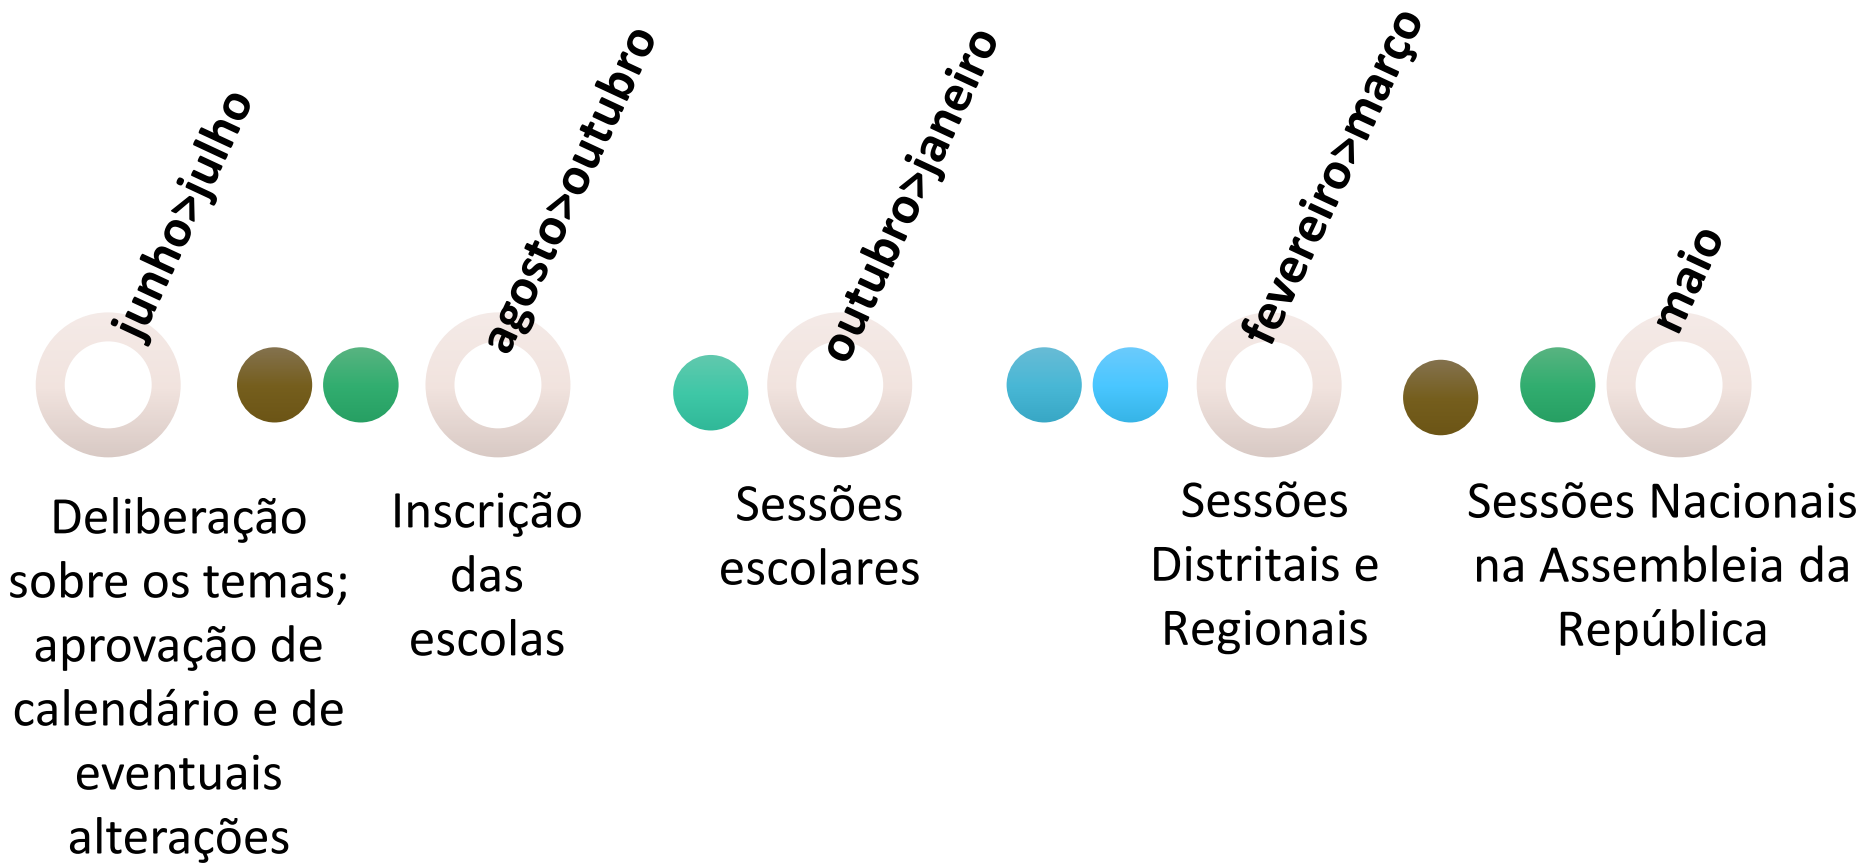 junho>julho
agosto>outubro
outubro>janeiro
fevereiro>março
maio
Deliberação
sobre os temas;
aprovação de
calendário e de
eventuais
alterações
Inscrição
das
escolas
Sessões
escolares
Sessões
Distritais e
Regionais
Sessões Nacionais
na Assembleia da
República